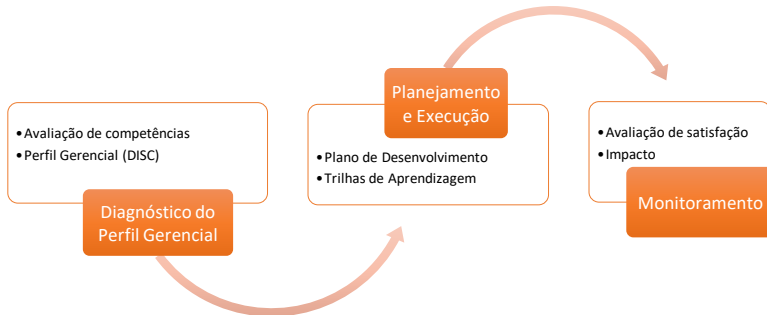 • Avaliação de competências
• Perfil Gerencial (DISC)
Diagnóstico do
Perfil Gerencial
Planejamento
e Execução
• Plano de Desenvolvimento
• Trilhas de Aprendizagem
• Avaliação de satisfação
• Impacto
Monitoramento